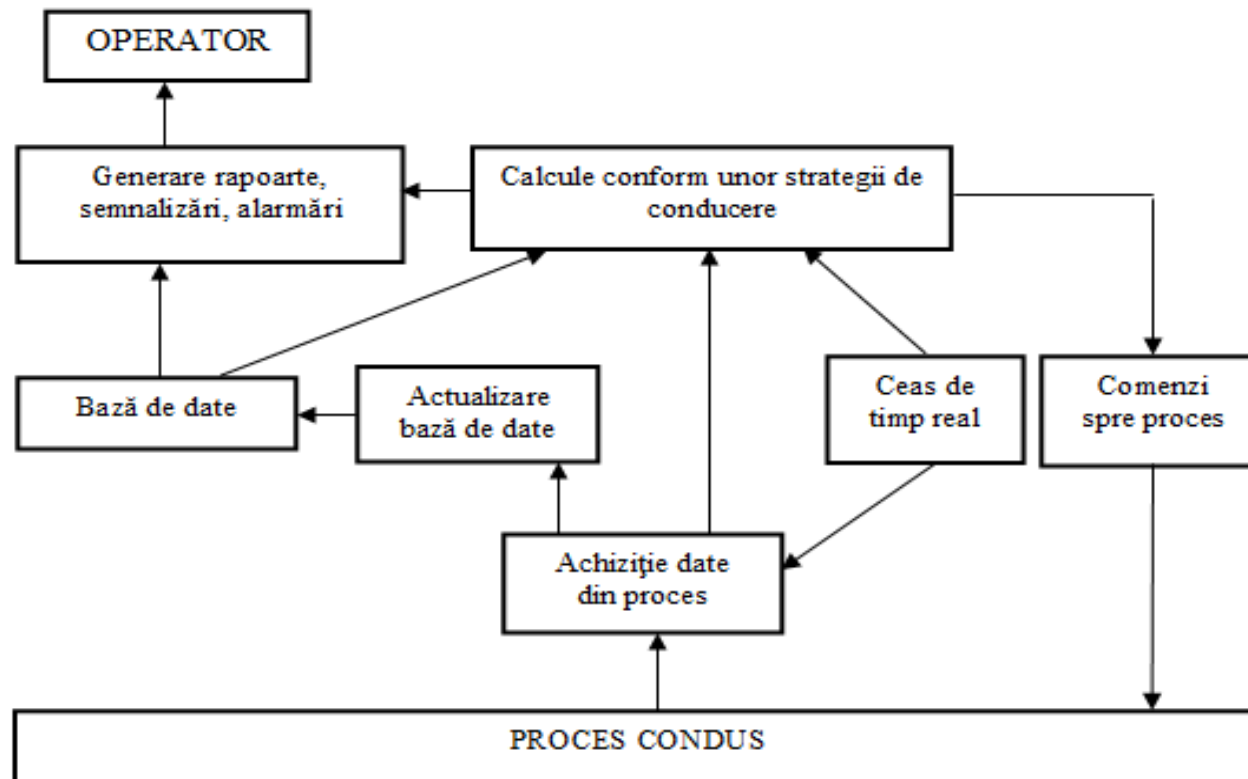 OPERATOR
Generare rapoarte,
semnalizări, alarmări
Calcule conform unor strategii de
conducere
Bază de date
Actualizare
bază de date
Ceas de
timp real
Comenzi
spre proces
Achiziţie date
din proces
PROCES CONDUS